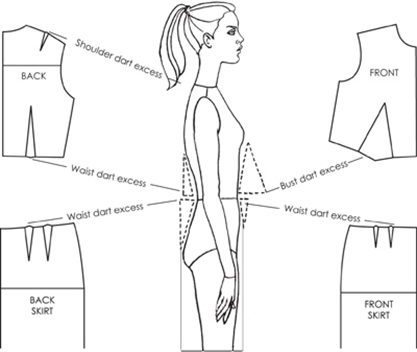 Shoulder dart excess
BACK
FRONT
Waist dart excess
Bust dart excess
Waist dart excess
Waist dart excess
BACK
SKIRT
FRONT
SKIRT